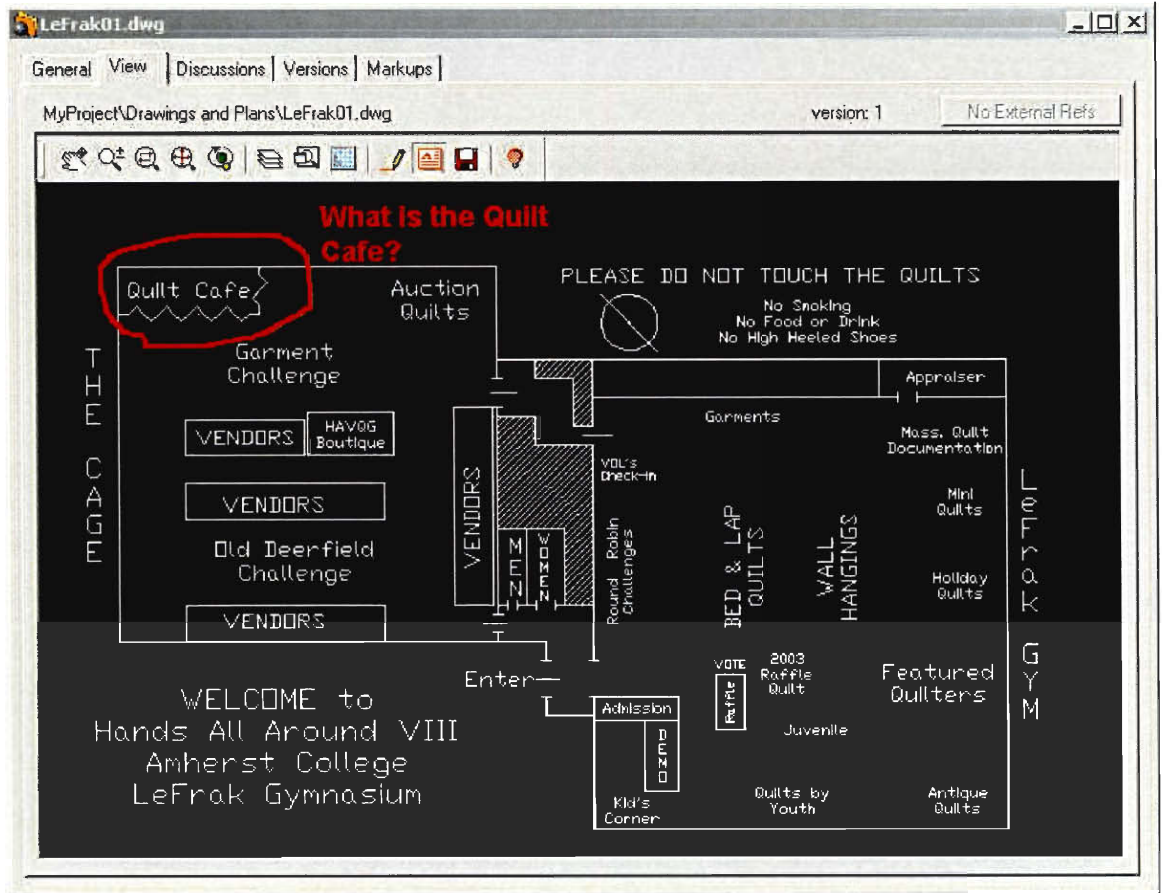 LeFrak01.dwg
General View Discussions Versions Markups
MyProject\Drawings and Plans\LeFrak01.dwg version: 1 No External Refs
What is the Quilt
Cafe?
Quilt Cafe
Auction
Quilts
PLEASE DO NOT TOUCH THE QUILTS
No Smoking
No Food or Drink
No High Heeled Shoes
THE CAGE
Garment
Challenge
VENDORS
HAVQG
Boutique
VENDORS
VENDORS
Old Deerfield
Challenge
VENDORS
MEN
WOMEN
Appraiser
Garments
Mass. Quilt
Documentation
VOL's
Check-in
Mini
Quilts
Round Robin
Challenges
BED & LAP
QUILTS
WALL
HANGINGS
Holiday
Quilts
LeFrak GYM
Enter
VOTE
Raffle
2003
Raffle
Quilt
Featured
Quilters
Juvenile
Admission
DEMO
Kid's
Corner
Quilts by
Youth
Antique
Quilts
WELCOME to
Hands All Around VIII
Amherst College
LeFrak Gymnasium